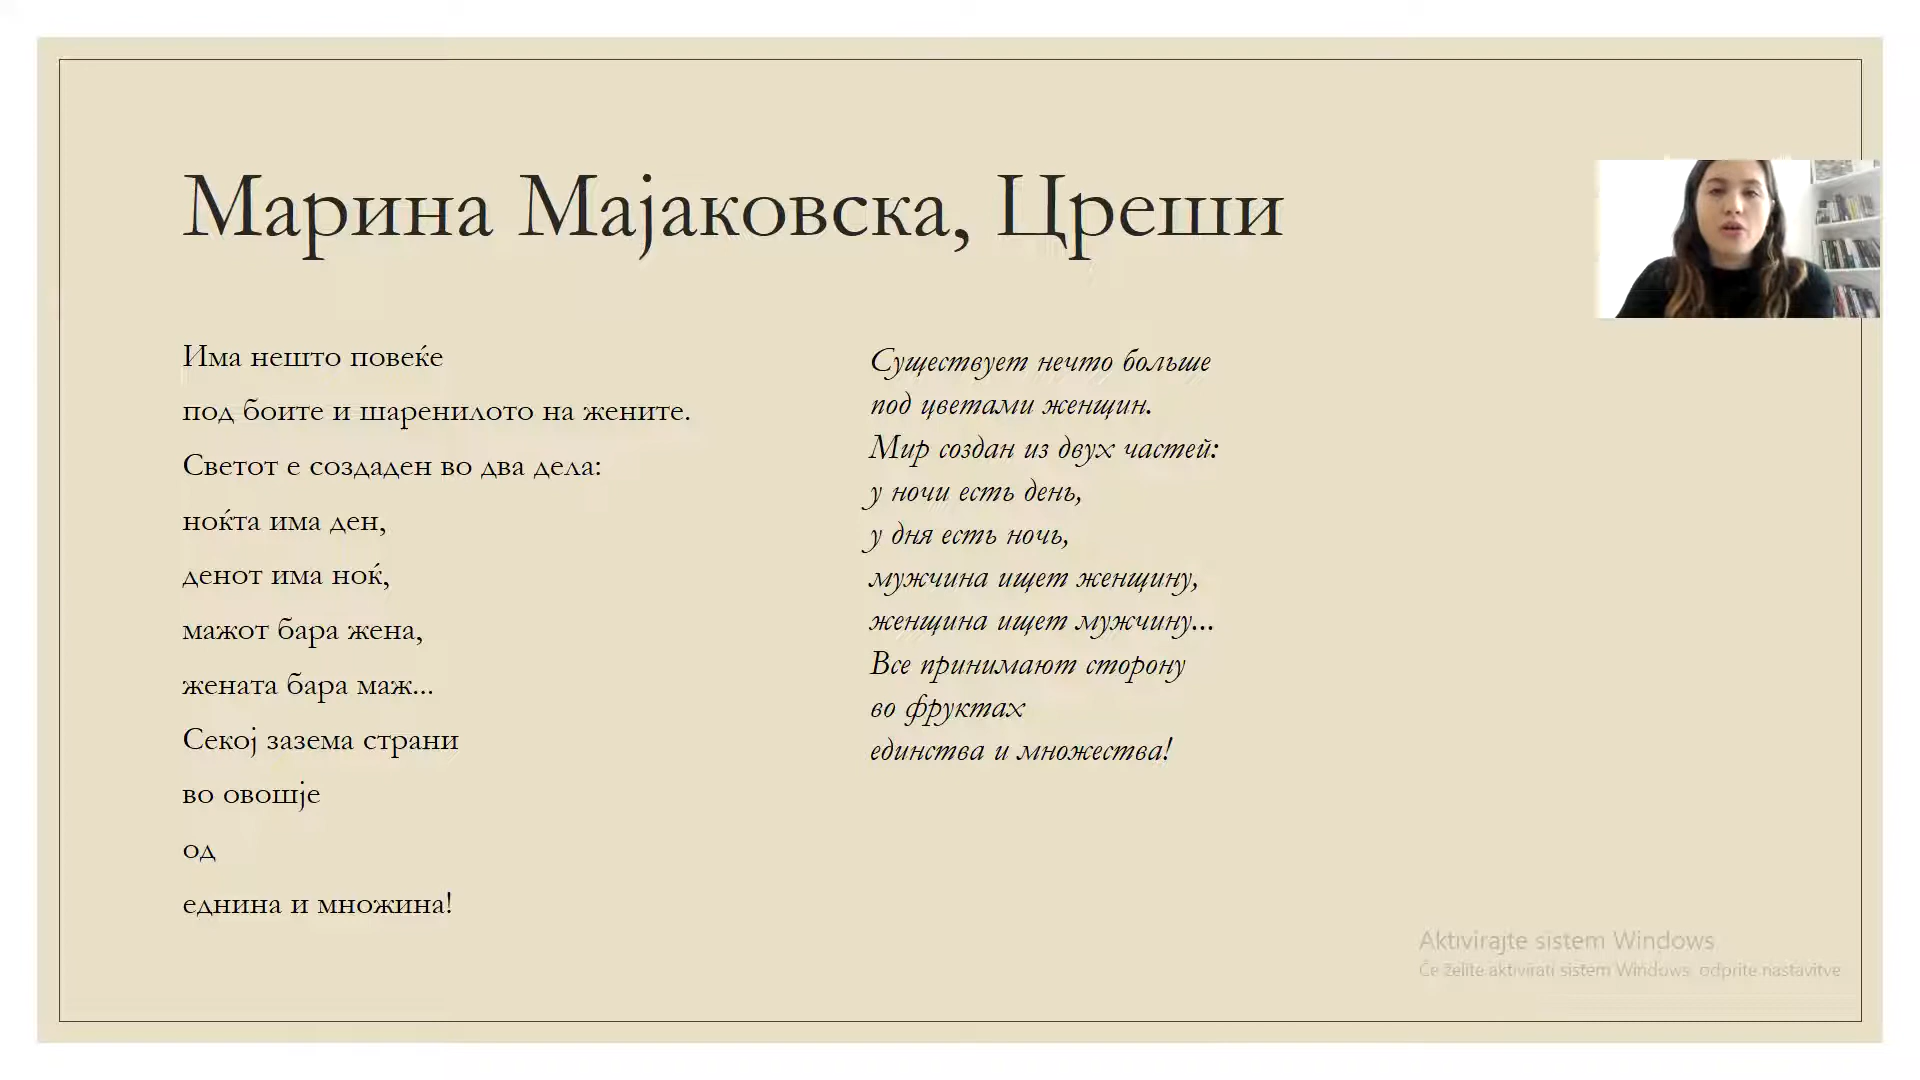 Марина Мајаковска, Цреши
Има нешто повеќе
под боите и шаренилото на жените.
Светот е создаден во два дела:
ноќта има ден,
денот има ноќ,
мажот бара жена,
жената бара маж...
Секој зазема страни
во овошје
од
еднина и множина!
Существует нечто больше
под цветами женщин.
Мир создан из двух частей:
у ночи есть день,
у дня есть ночь,
мужчина ищет женщину,
женщина ищет мужчину...
Все принимают сторону
во фруктах
единства и множества!
Aktivirajte sistem Windows
Če želite aktivirati sistem Windows, odprite nastavitve